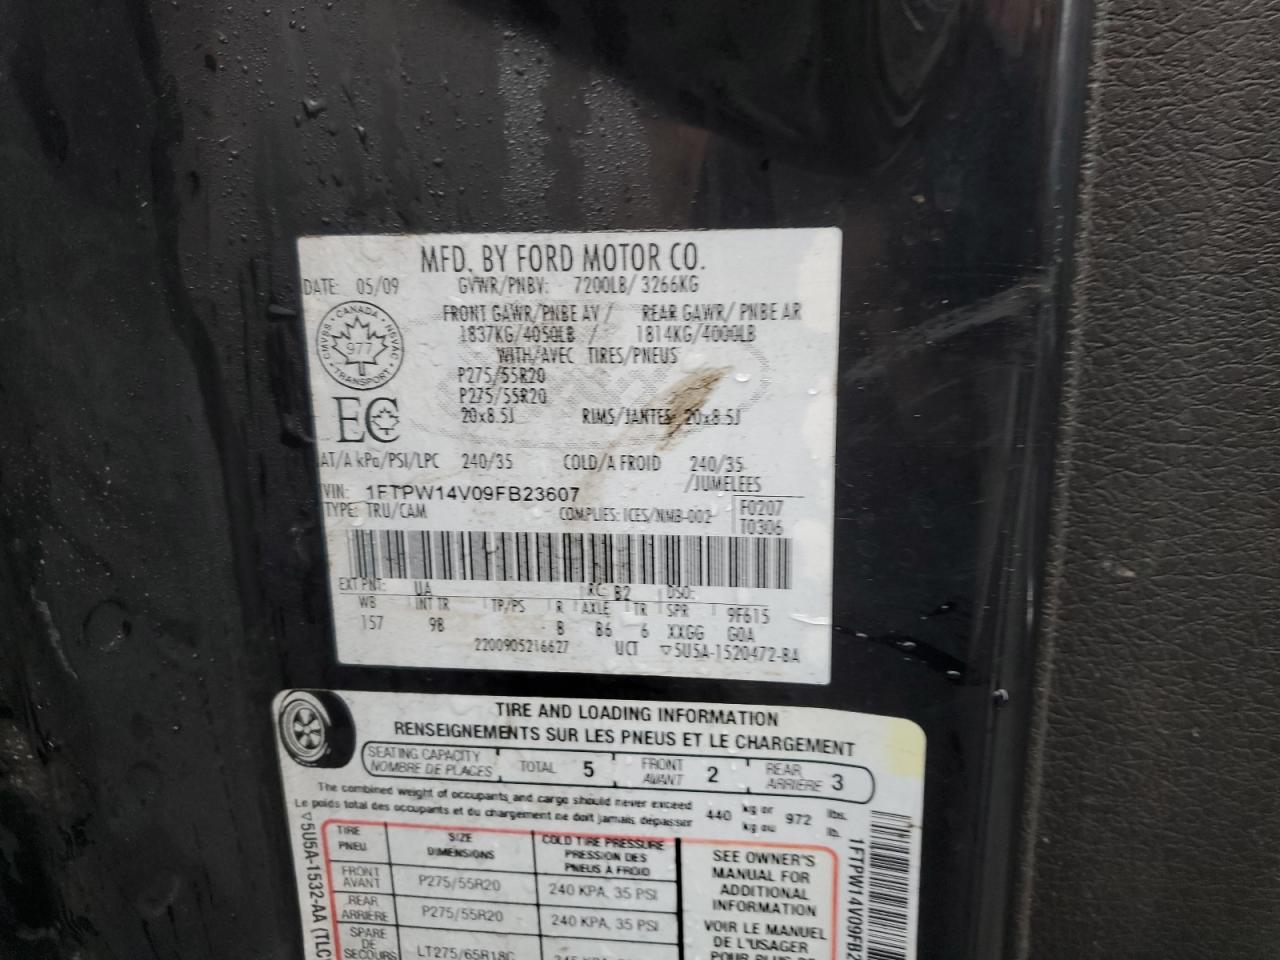 MFD. BY FORD MOTOR CO.
DATE: 05/09 GVWR/PNBV: 7200LB/ 3266KG
FRONT GAWR/PNBE AV / REAR GAWR/ PNBE AR
1837KG/4050LB / 1814KG/4000LB
WITH/AVEC TIRES/PNEUS
P275/55R20
P275/55R20
20x8.5J RIMS/JANTES 20x8.5J
CANADA
CMVSS NSVAC
977
TRANSPORT
EC
AT/A kPa/PSI/LPC 240/35 COLD/A FROID 240/35
/JUMELEES
VIN: 1FTPW14V09FB23607
TYPE: TRU/CAM COMPLIES: ICES/NMB-002 F0207
T0306
EXT PNT: UA RC: B2 DSO:
WB INT TR TP/PS R AXLE TR SPR 9F615
157 9B B B6 6 XXGG GOA
2200905216627 UCT ▽5U5A-1520472-BA
TIRE AND LOADING INFORMATION
RENSEIGNEMENTS SUR LES PNEUS ET LE CHARGEMENT
SEATING CAPACITY
NOMBRE DE PLACES TOTAL 5 FRONT
AVANT 2 REAR
ARRIÈRE 3
The combined weight of occupants and cargo should never exceed 440 kg or 972 lbs.
Le poids total des occupants et du chargement ne doit jamais dépasser kg ou lb.
TIRE
PNEU SIZE
DIMENSIONS COLD TIRE PRESSURE
PRESSION DES
PNEUS À FROID
FRONT
AVANT P275/55R20 240 KPA, 35 PSI
REAR
ARRIÈRE P275/55R20 240 KPA, 35 PSI
SPARE
DE
SECOURS LT275/65R18C
SEE OWNER'S
MANUAL FOR
ADDITIONAL
INFORMATION
VOIR LE MANUEL
DE L'USAGER
POUR PLUS DE
▽5U5A-1532-AA (TLC
1FTPW14V09FB2